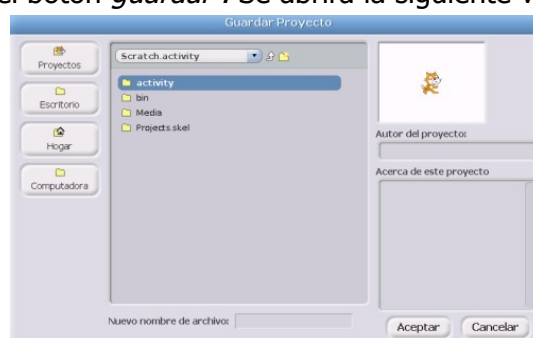 el botón guardar . Se abrirá la siguiente v
Guardar Proyecto
Proyectos
Escritorio
Hogar
Computadora
Scratch.activity
activity
bin
Media
Projects.skel
Autor del proyecto:
Acerca de este proyecto
Nuevo nombre de archivo:
Aceptar
Cancelar